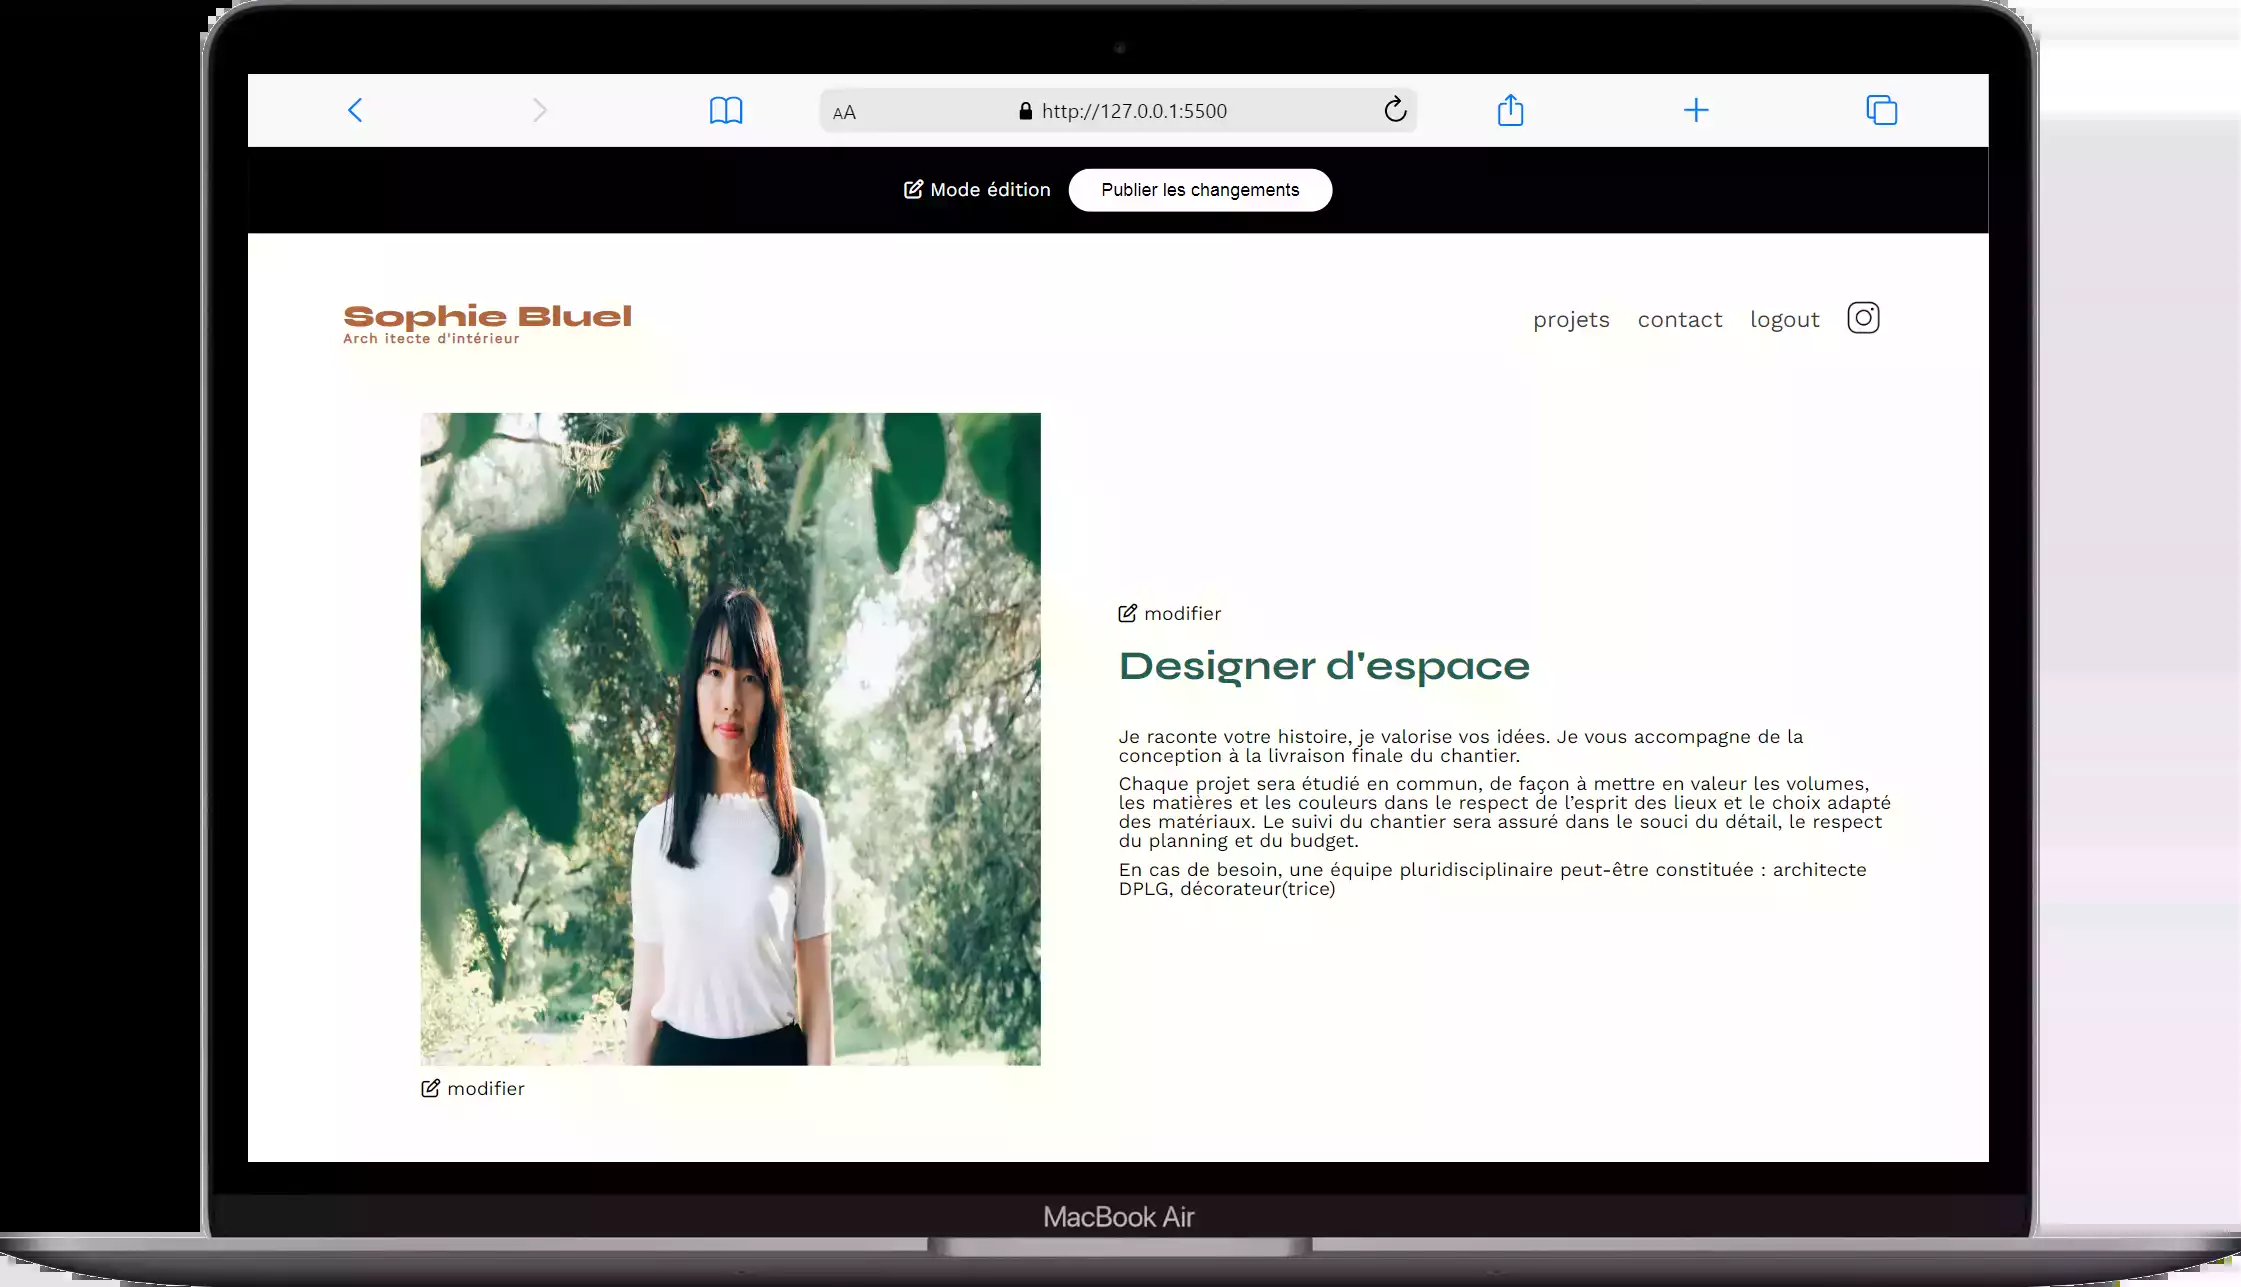 AA
http://127.0.0.1:5500
Mode édition
Publier les changements
Sophie Bluel
Arch itecte d'intérieur
projets contact logout
modifier
Designer d'espace
Je raconte votre histoire, je valorise vos idées. Je vous accompagne de la
conception à la livraison finale du chantier.
Chaque projet sera étudié en commun, de façon à mettre en valeur les volumes,
les matières et les couleurs dans le respect de l’esprit des lieux et le choix adapté
des matériaux. Le suivi du chantier sera assuré dans le souci du détail, le respect
du planning et du budget.
En cas de besoin, une équipe pluridisciplinaire peut-être constituée : architecte
DPLG, décorateur(trice)
modifier
MacBook Air